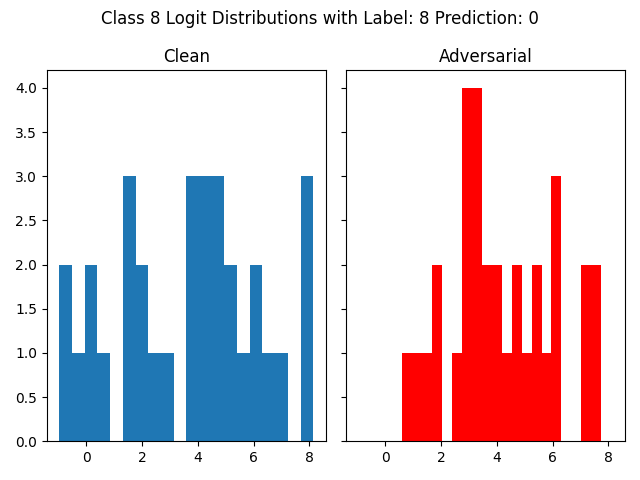 Class 8 Logit Distributions with Label: 8 Prediction: 0
Clean
Adversarial
4.0
3.5
3.0
2.5
2.0
1.5
1.0
0.5
0.0
0 2 4 6 8
0 2 4 6 8